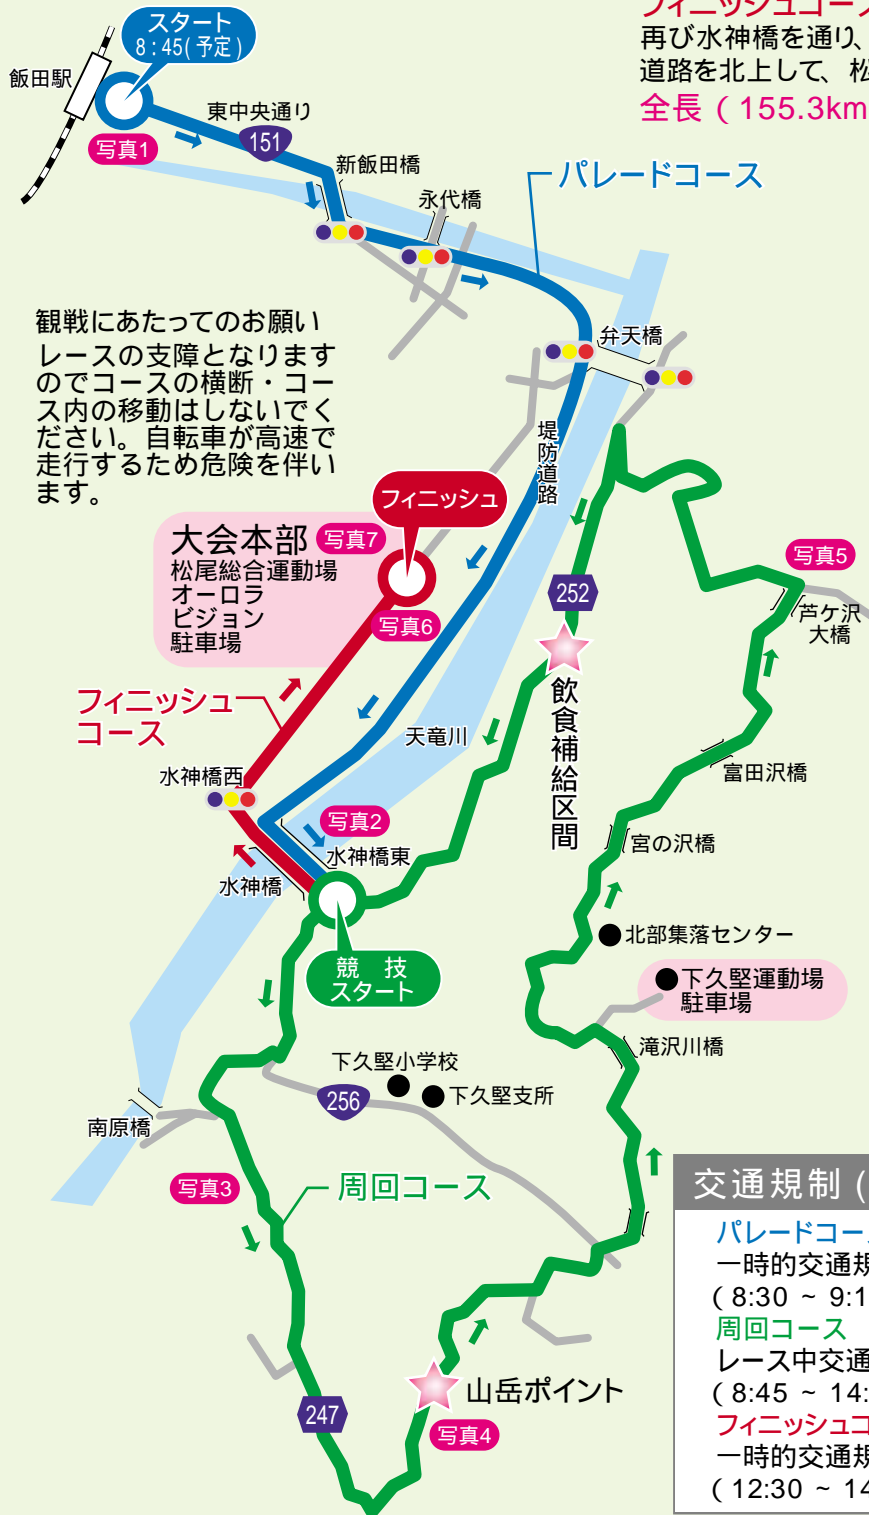 フィニッシュコース
再び水神橋を通り、
道路を北上して、松
全長（155.3km
スタート
8：45(予定)
飯田駅
写真1
東中央通り
151
新飯田橋
永代橋
パレードコース
弁天橋
堤防道路
観戦にあたってのお願い
レースの支障となります
のでコースの横断・コー
ス内の移動はしないでく
ださい。自転車が高速で
走行するため危険を伴い
ます。
フィニッシュ
大会本部
写真7
松尾総合運動場
オーロラ
ビジョン
駐車場
写真6
252
写真5
芦ケ沢
大橋
飲食補給区間
フィニッシュ
コース
天竜川
富田沢橋
水神橋西
写真2
水神橋東
水神橋
宮の沢橋
北部集落センター
競　技
スタート
下久堅運動場
駐車場
滝沢川橋
下久堅小学校
256
下久堅支所
南原橋
写真3
周回コース
山岳ポイント
247
写真4
交通規制（
パレードコース
一時的交通規
（8:30 ~ 9:1
周回コース
レース中交通
（8:45 ~ 14:
フィニッシュコ
一時的交通規
（12:30 ~ 14